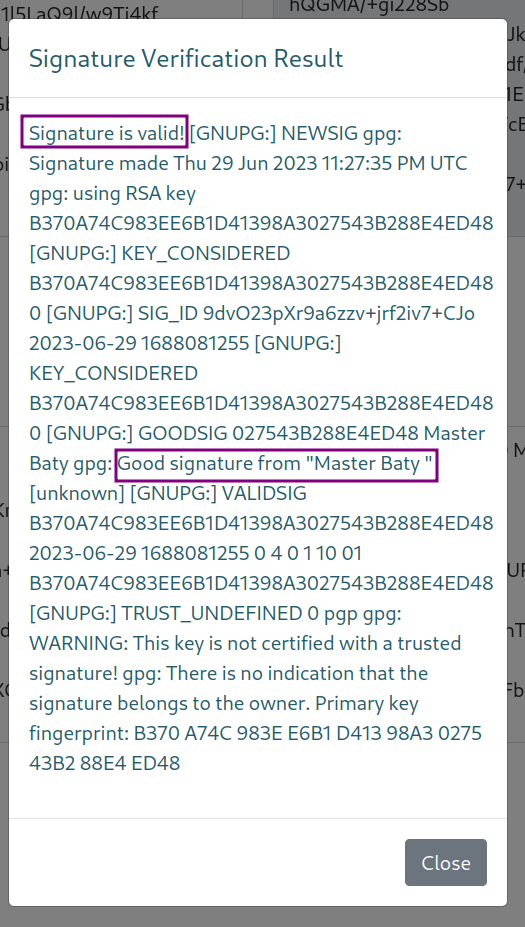 1l5LaQ9l/w9Ti4kf
hQGMA/+gi228Sb
Signature Verification Result
Signature is valid! [GNUPG:] NEWSIG gpg:
Signature made Thu 29 Jun 2023 11:27:35 PM UTC
gpg: using RSA key
B370A74C983EE6B1D41398A3027543B288E4ED48
[GNUPG:] KEY_CONSIDERED
B370A74C983EE6B1D41398A3027543B288E4ED48
0 [GNUPG:] SIG_ID 9dvO23pXr9a6zzv+jrf2iv7+CJo
2023-06-29 1688081255 [GNUPG:]
KEY_CONSIDERED
B370A74C983EE6B1D41398A3027543B288E4ED48
0 [GNUPG:] GOODSIG 027543B288E4ED48 Master
Baty gpg: Good signature from "Master Baty "
[unknown] [GNUPG:] VALIDSIG
B370A74C983EE6B1D41398A3027543B288E4ED48
2023-06-29 1688081255 0 4 0 1 10 01
B370A74C983EE6B1D41398A3027543B288E4ED48
[GNUPG:] TRUST_UNDEFINED 0 pgp gpg:
WARNING: This key is not certified with a trusted
signature! gpg: There is no indication that the
signature belongs to the owner. Primary key
fingerprint: B370 A74C 983E E6B1 D413 98A3 0275
43B2 88E4 ED48
Close